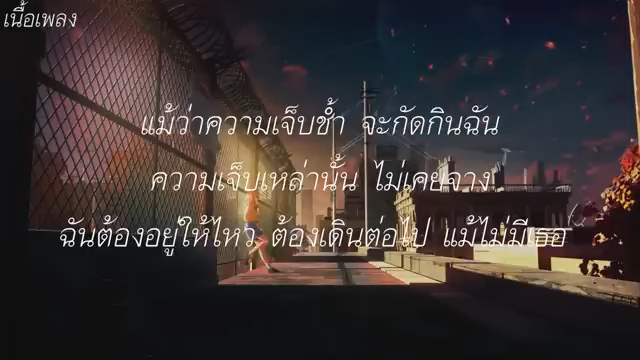 เนื้อเพลง
แม้ว่าความเจ็บช้ำ จะกัดกินฉัน
ความเจ็บเหล่านั้น ไม่เคยจาง
ฉันต้องอยู่ให้ไหว ต้องเดินต่อไป แม้ไม่มีเธอ